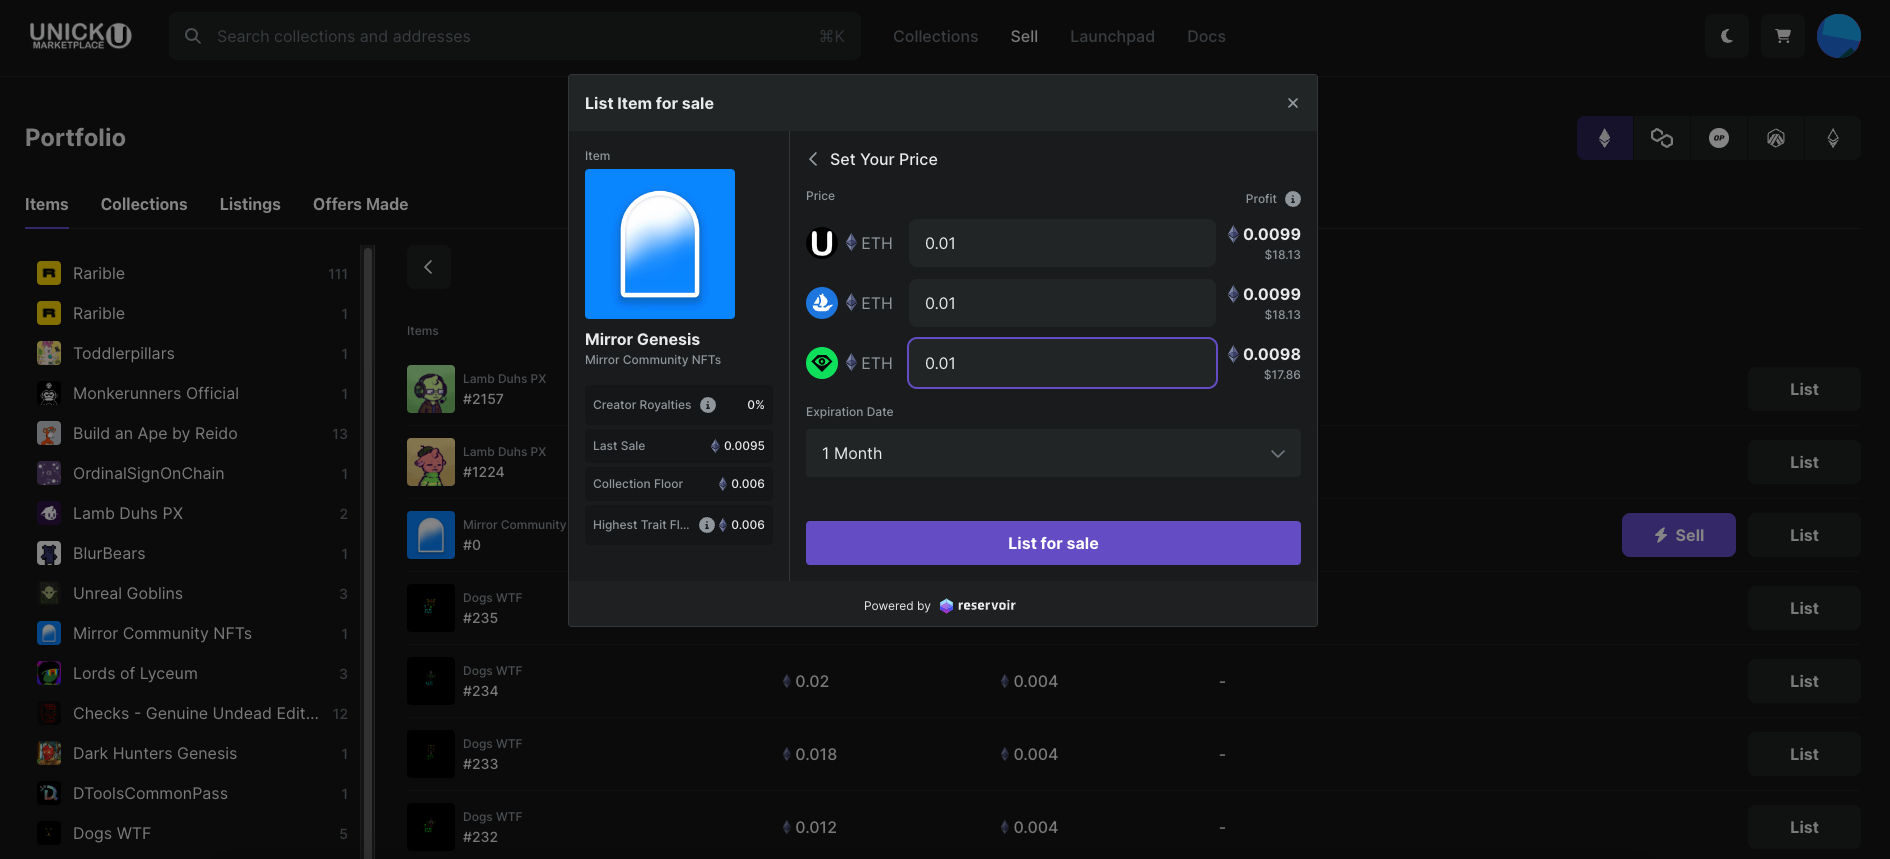 UNICK
MARKETPLACE
Search collections and addresses
⌘K
Collections
Sell
Launchpad
Docs
Portfolio
OP
Items
Collections
Listings
Offers Made
Rarible 111
Rarible 1
Toddlerpillars 1
Monkerunners Official 1
Build an Ape by Reido 13
OrdinalSignOnChain 1
Lamb Duhs PX 2
BlurBears 1
Unreal Goblins 3
Mirror Community NFTs 1
Lords of Lyceum 3
Checks - Genuine Undead Edit... 12
Dark Hunters Genesis 1
DToolsCommonPass 1
Dogs WTF 5
Items
Lamb Duhs PX
#2157
List
Lamb Duhs PX
#1224
List
Mirror Community
#0
Sell
List
Dogs WTF
#235
List
Dogs WTF
#234
0.02
0.004
-
List
Dogs WTF
#233
0.018
0.004
-
List
Dogs WTF
#232
0.012
0.004
-
List
List Item for sale
Item
Mirror Genesis
Mirror Community NFTs
Creator Royalties 0%
Last Sale 0.0095
Collection Floor 0.006
Highest Trait Fl... 0.006
Set Your Price
Price
Profit
U ETH 0.01 0.0099
$18.13
ETH 0.01 0.0099
$18.13
ETH 0.01 0.0098
$17.86
Expiration Date
1 Month
List for sale
Powered by reservoir